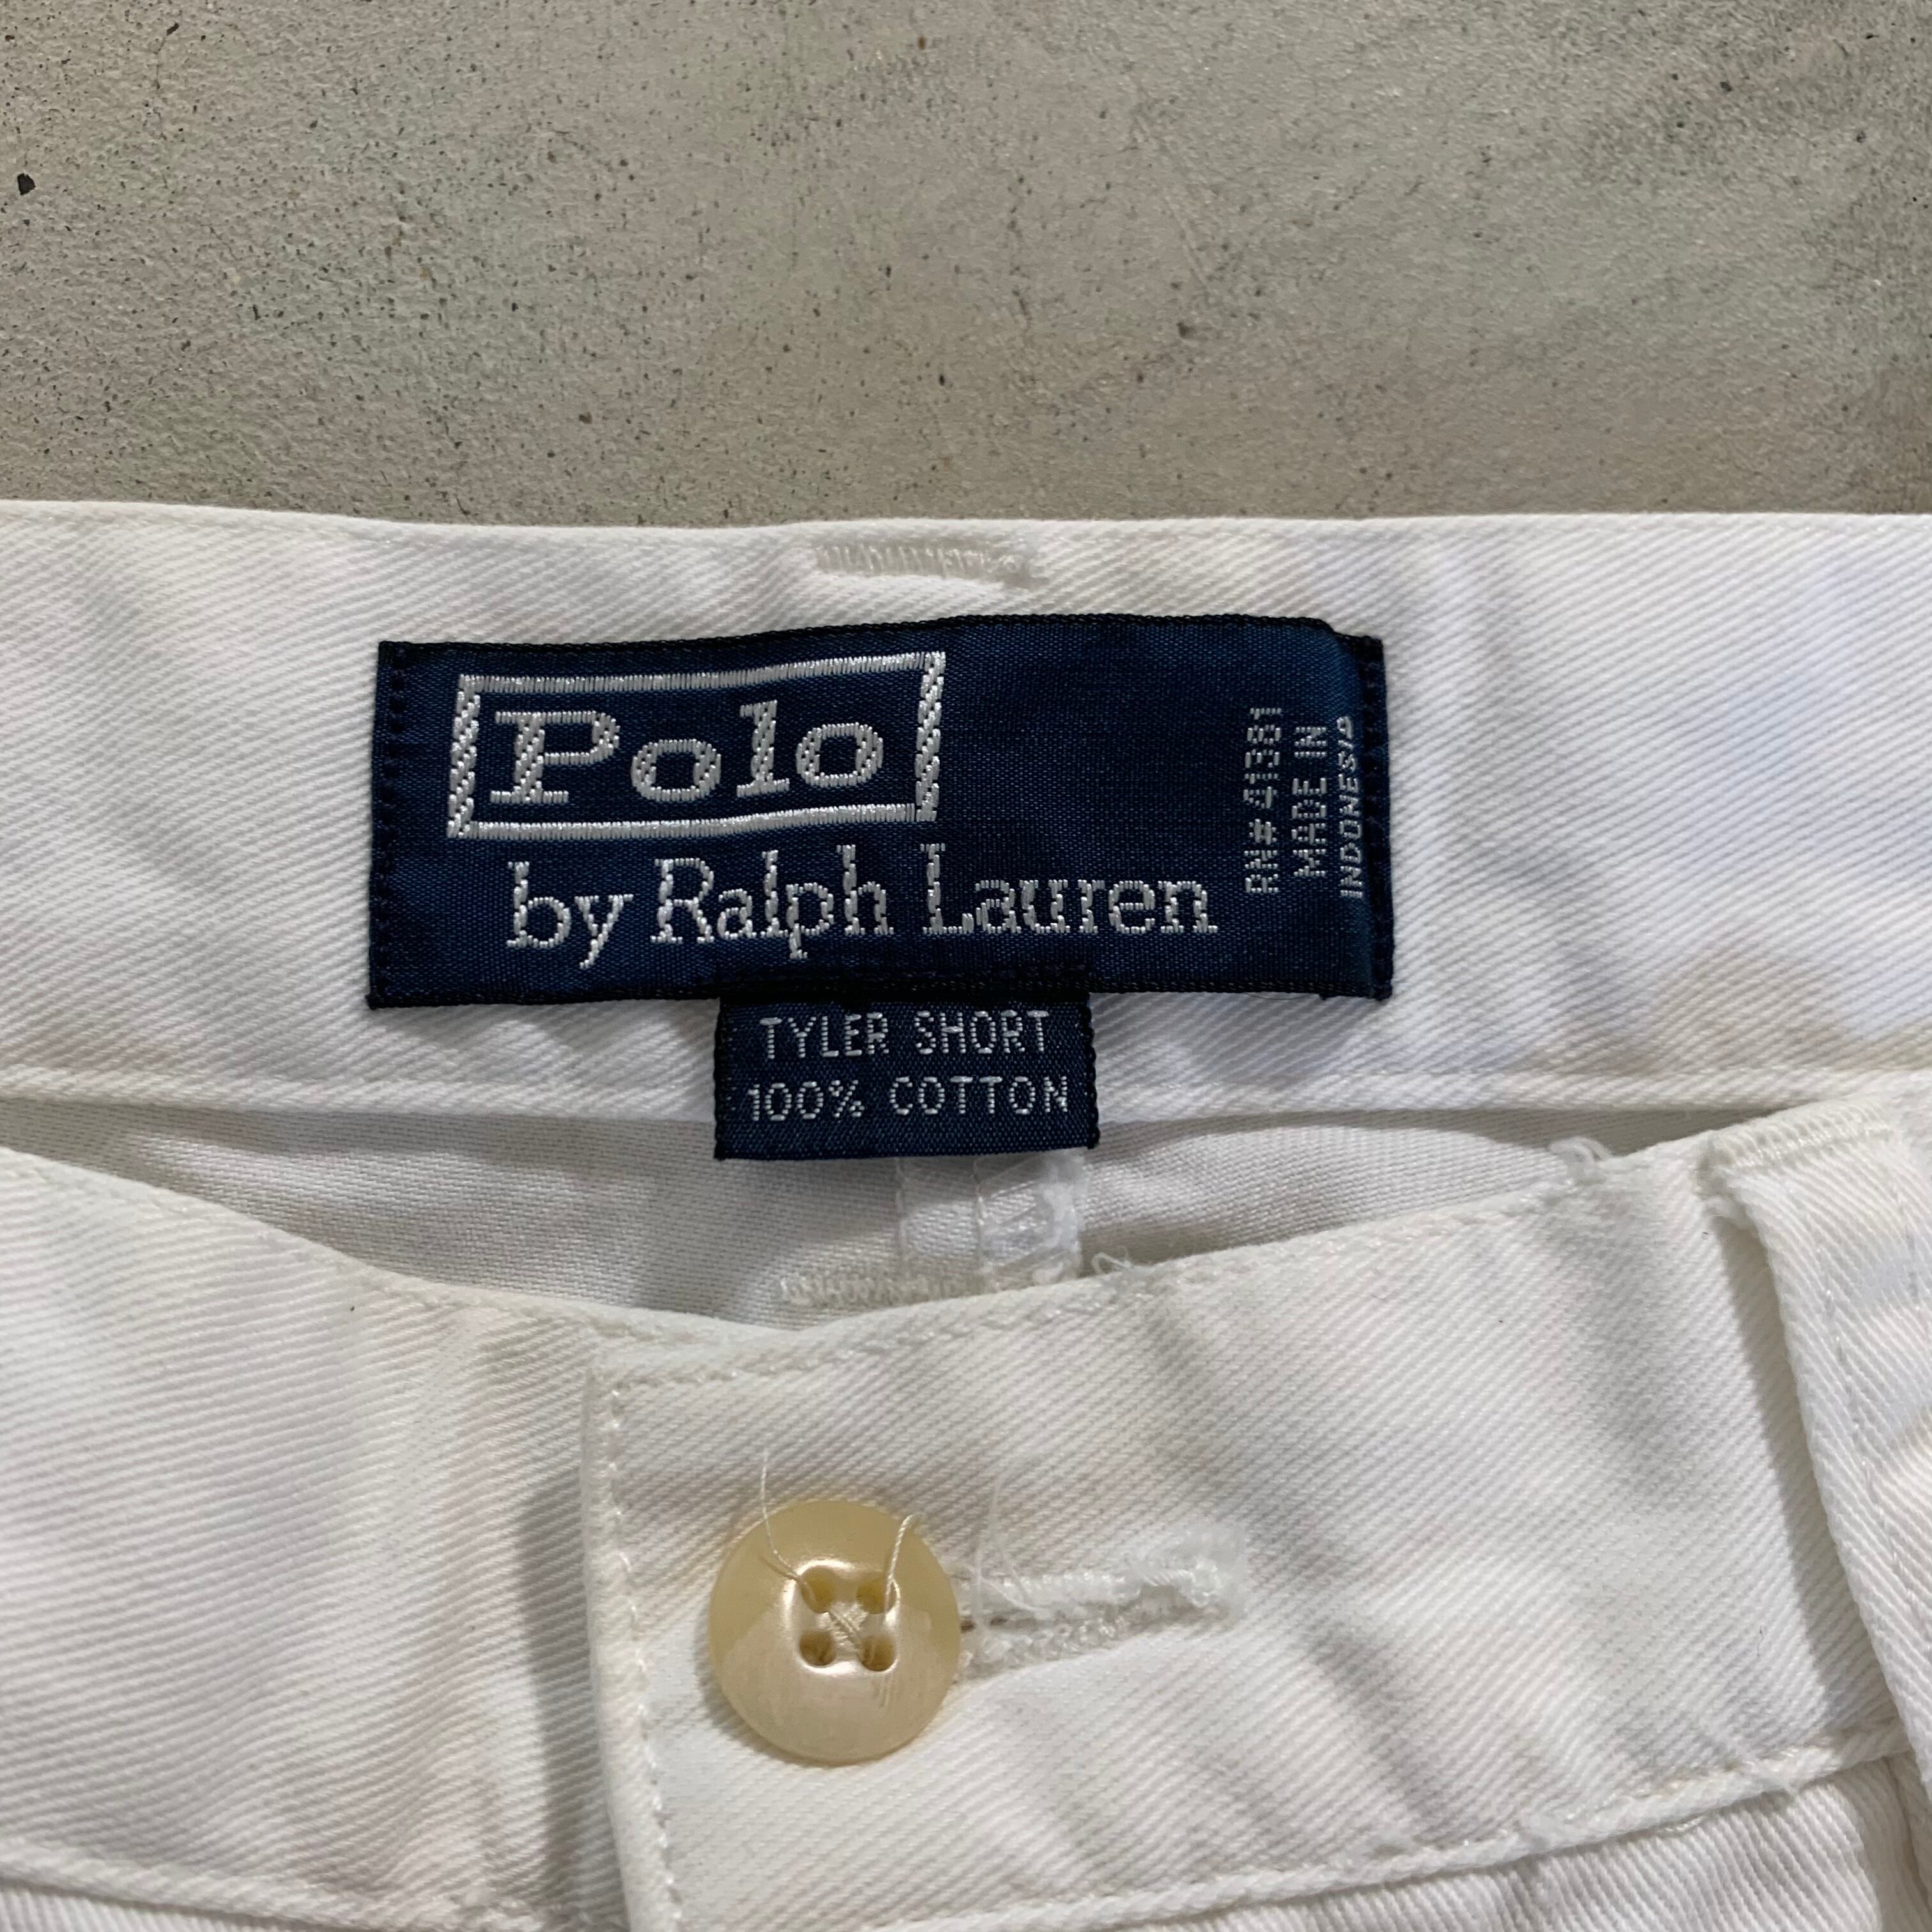 Polo
by Ralph Lauren
RN# 41381
MADE IN
INDONESIA
TYLER SHORT
100% COTTON